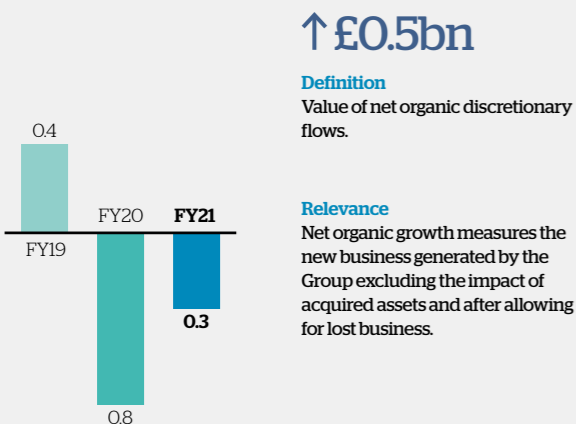 ↑ £0.5bn
Definition
Value of net organic discretionary
flows.
Relevance
Net organic growth measures the
new business generated by the
Group excluding the impact of
acquired assets and after allowing
for lost business.
0.4
FY19
FY20
0.8
FY21
0.3